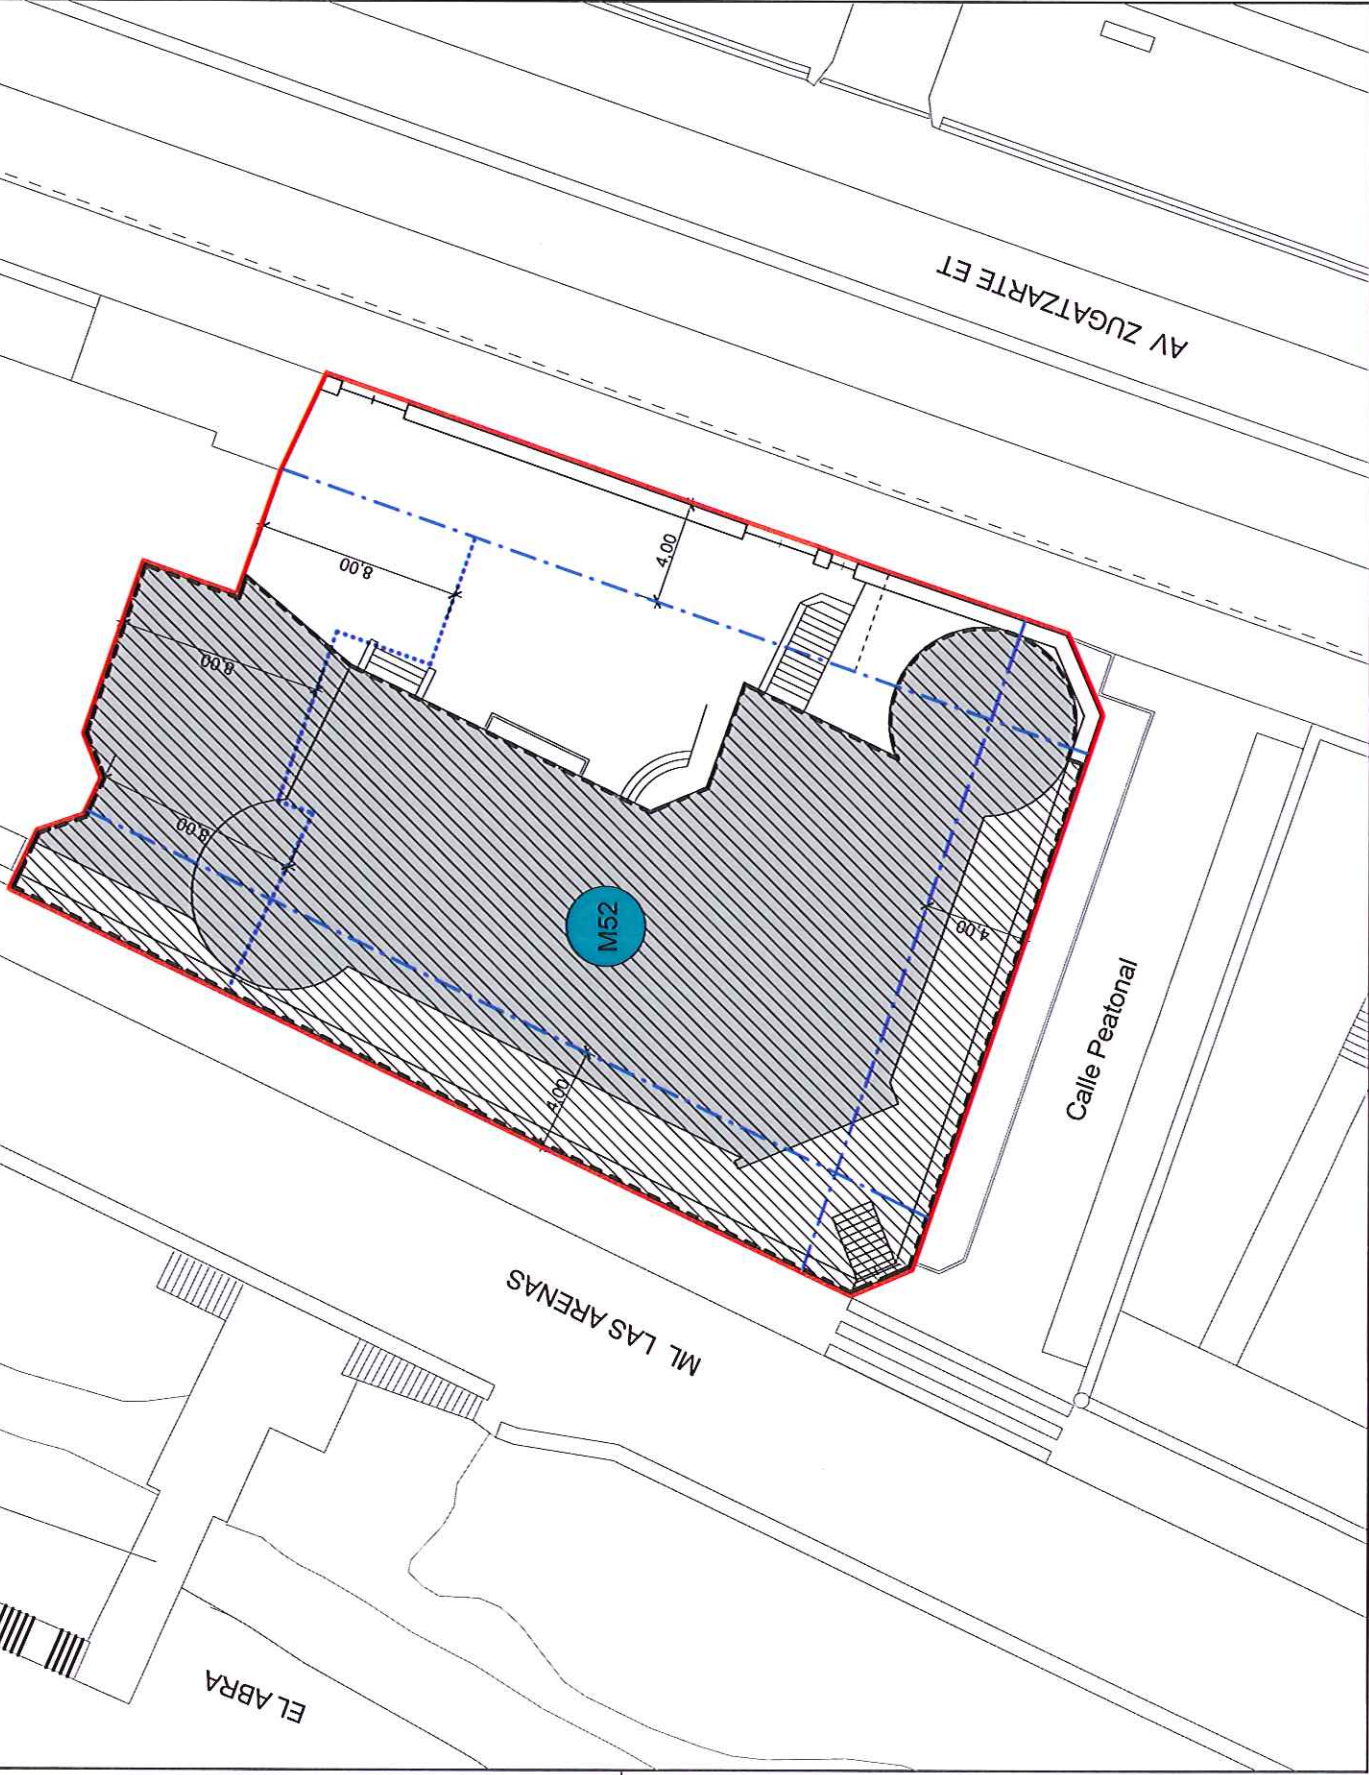 AV ZUGATZARTE ET
4.00
8.00
8.00
8.00
M52
4.00
4.00
Calle Peatonal
ML LAS ARENAS
EL ABRA